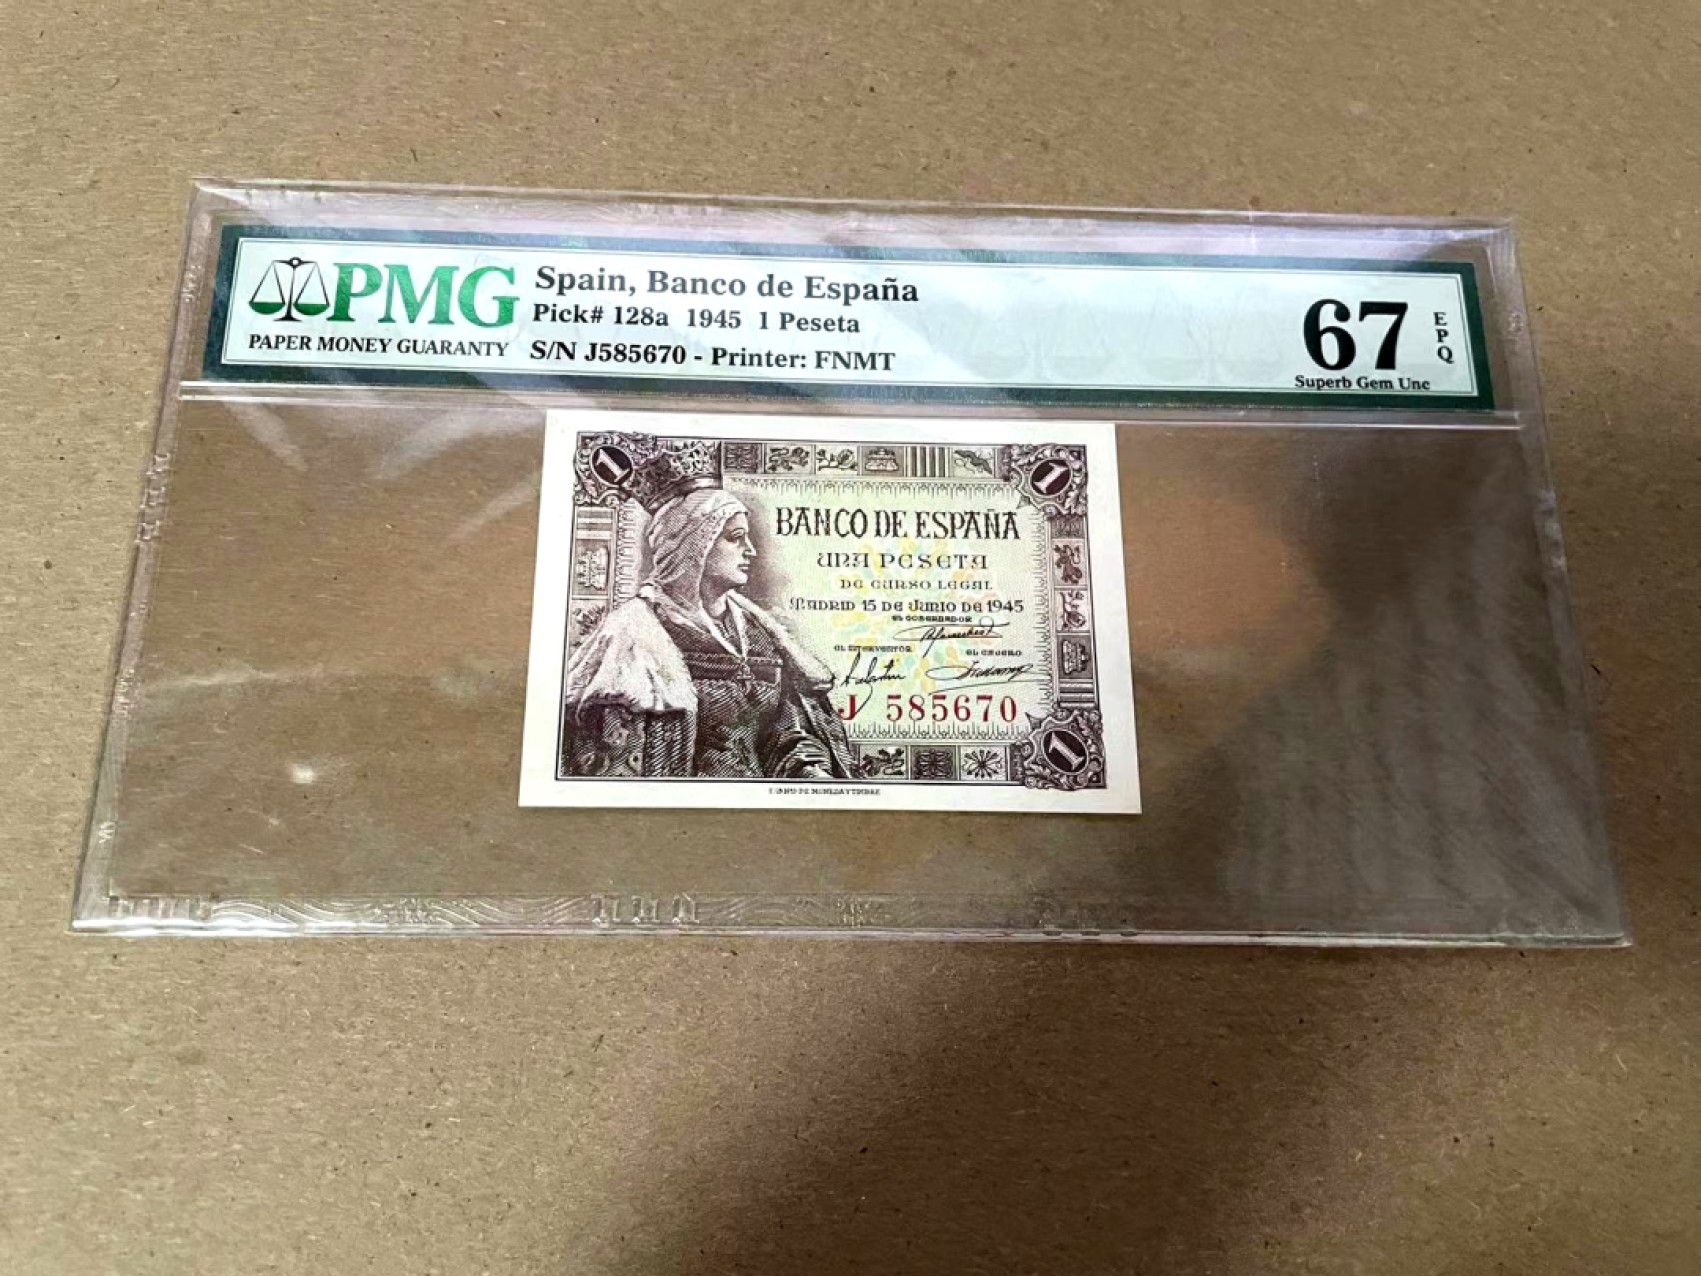 PMG
PAPER MONEY GUARANTY
Spain, Banco de España
Pick# 128a 1945 1 Peseta
S/N J585670 - Printer: FNMT
67
EPQ
Superb Gem Unc
1
1
BANCO DE ESPAÑA
UNA PESETA
DE CURSO LEGAL
MADRID 15 DE JUNIO DE 1945
EL GOBERNADOR
EL INTERVENTOR
EL CAJERO
J 585670
1